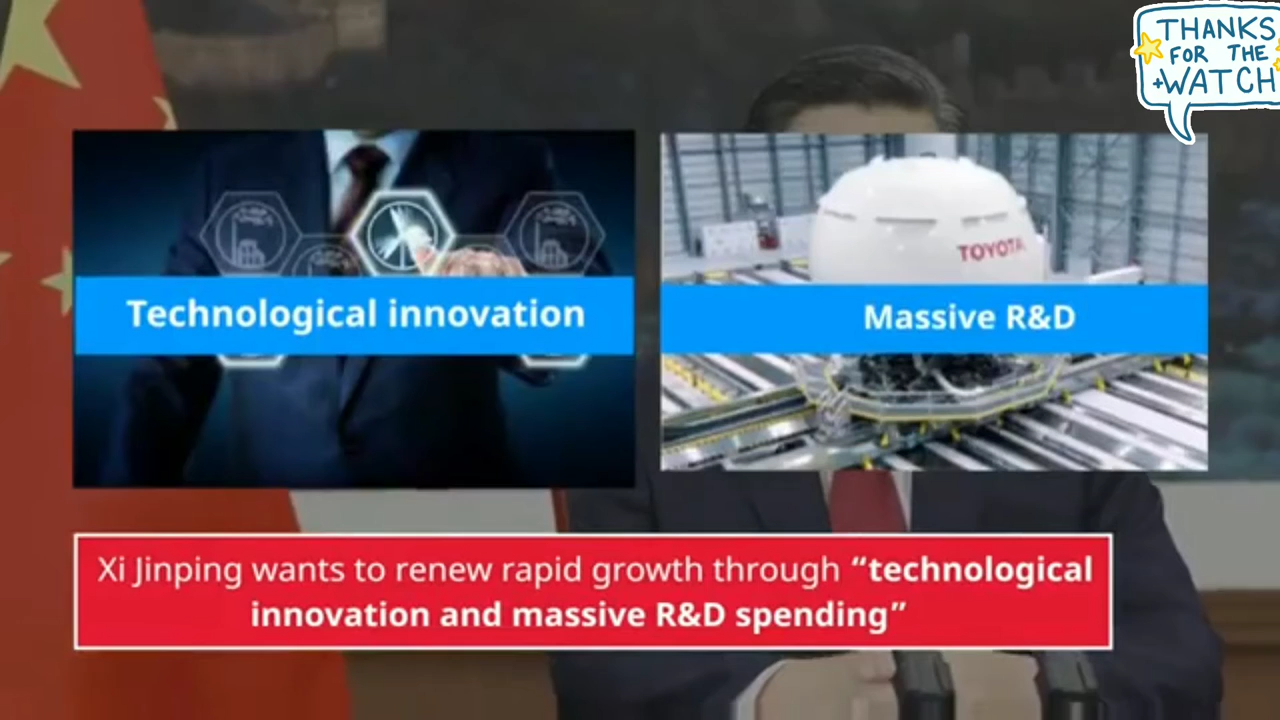 THANKS
FOR THE
WATCH
TOYOTA
Technological innovation
Massive R&D
Xi Jinping wants to renew rapid growth through “technological
innovation and massive R&D spending”